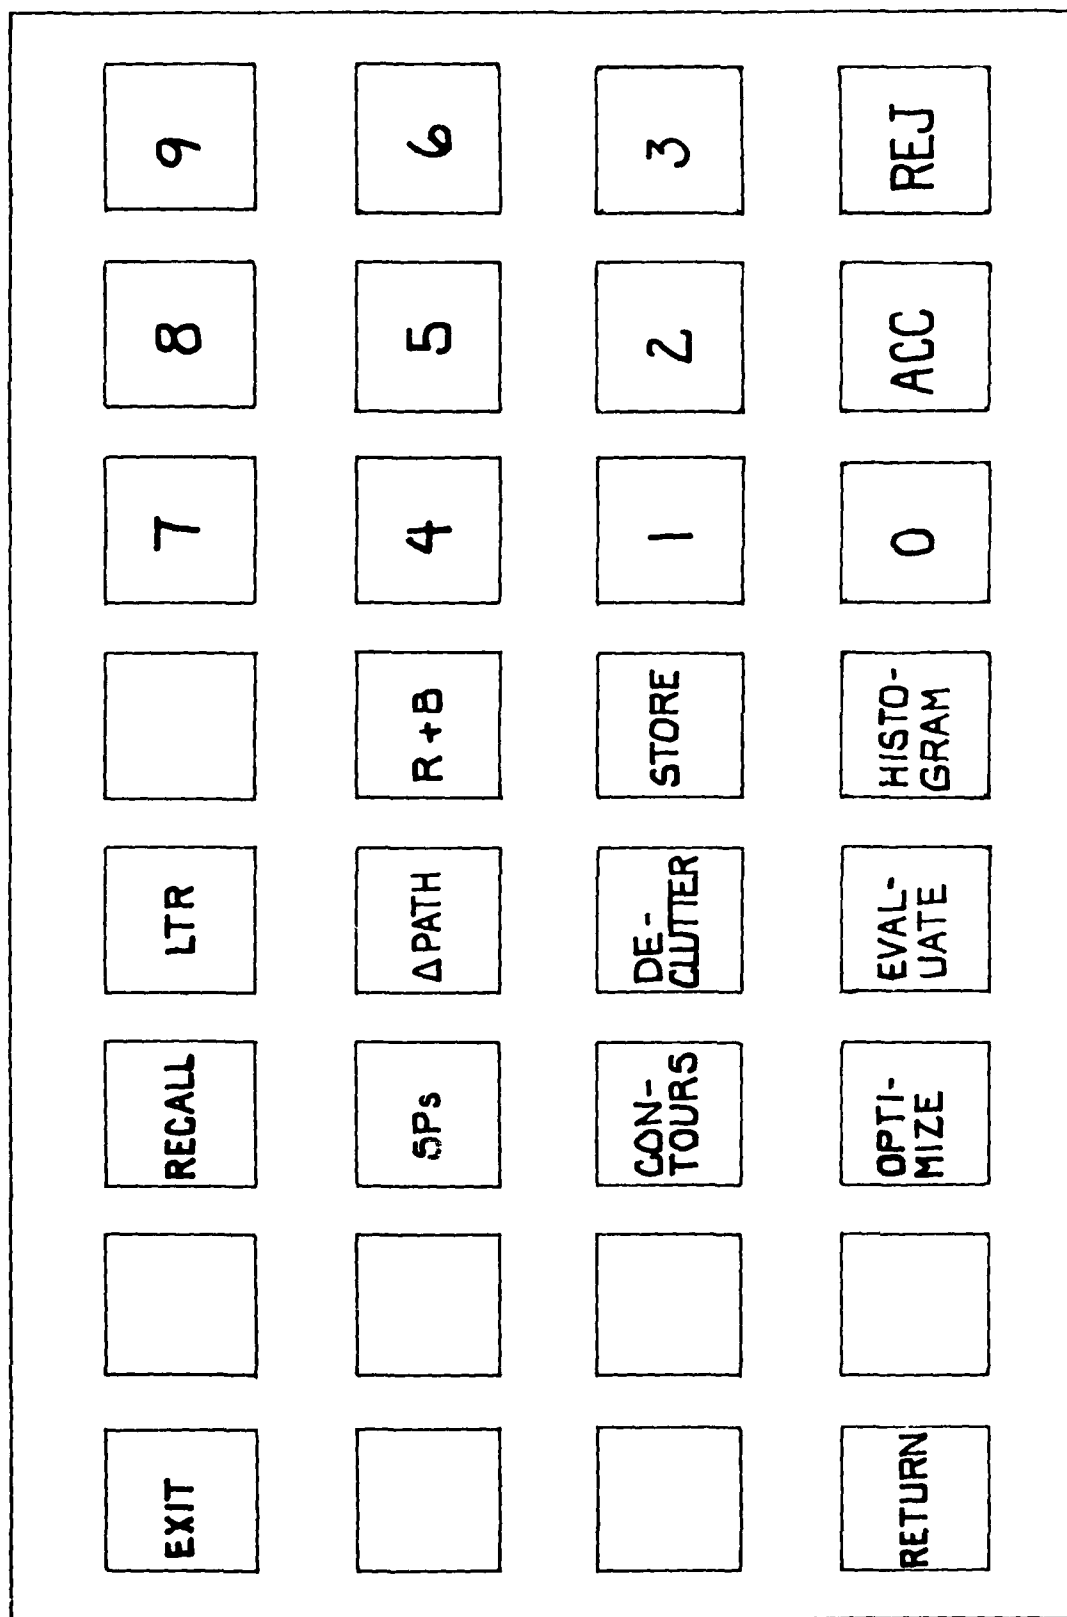 EXIT
RECALL
LTR
7
8
9
SPs
ΔPATH
R+B
4
5
6
CON-
TOURS
DE-
CLUTTER
STORE
1
2
3
RETURN
OPTI-
MIZE
EVAL-
UATE
HISTO-
GRAM
0
ACC
REJ